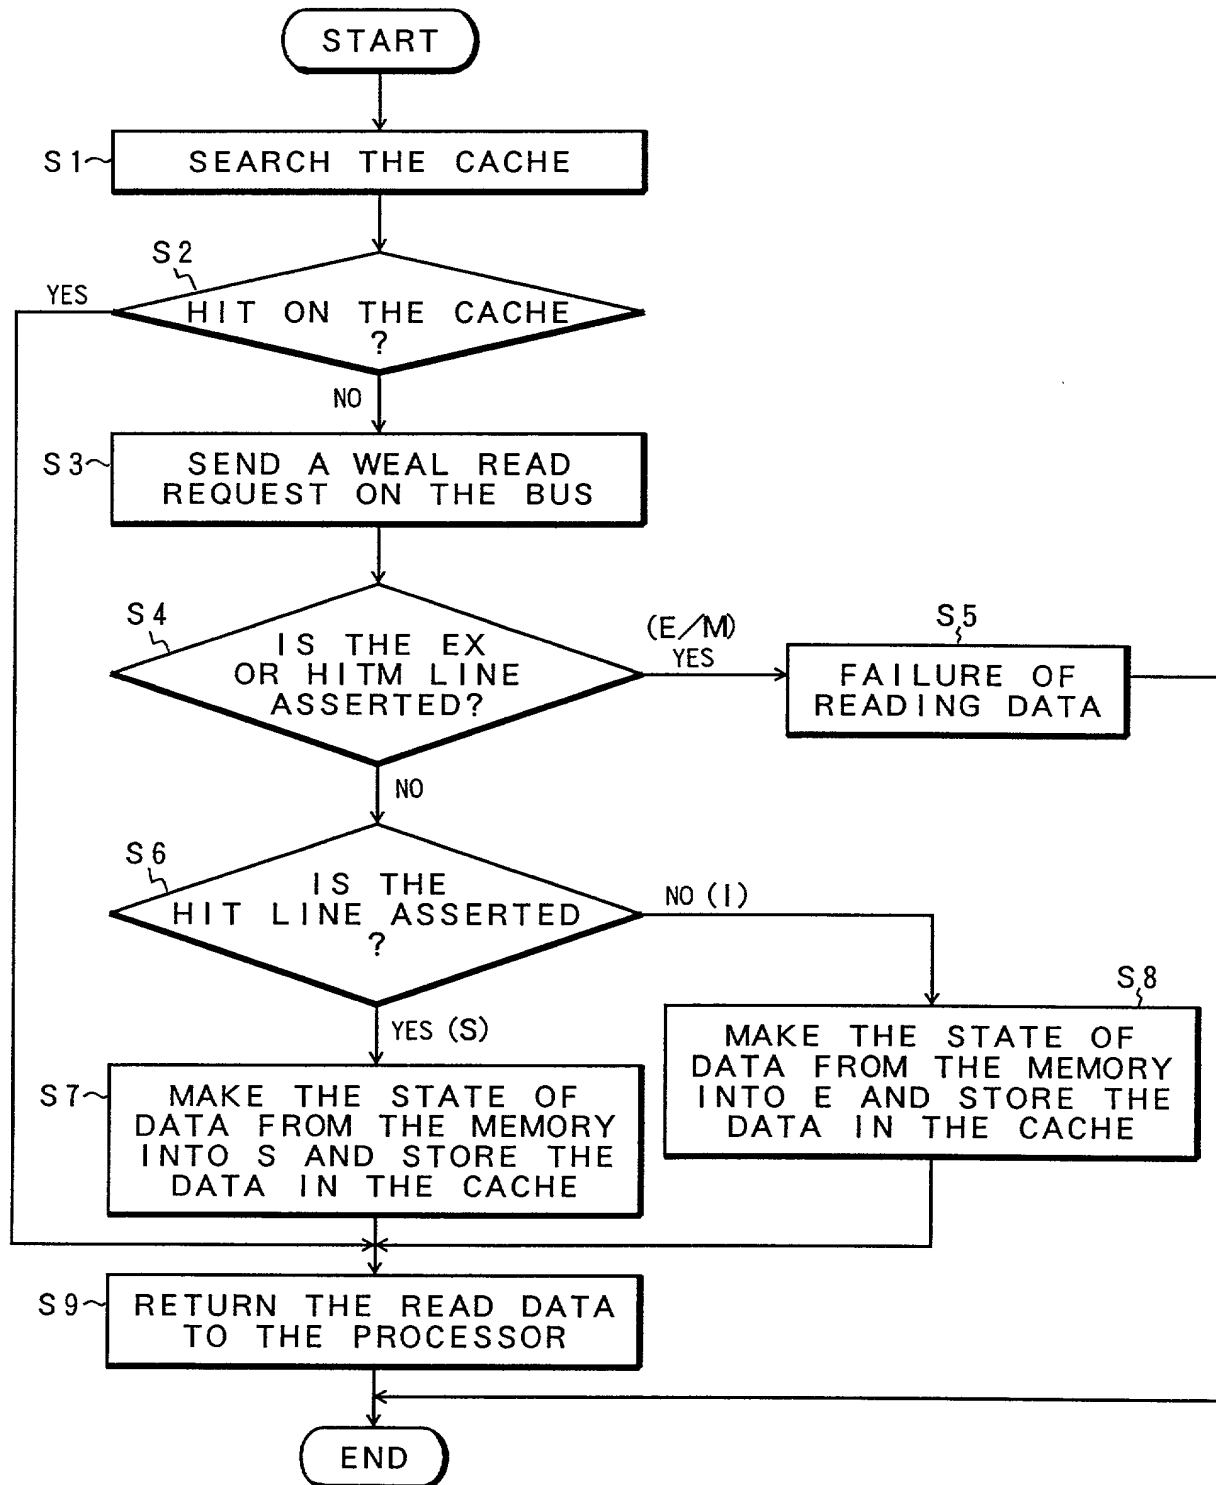 START
S1
SEARCH THE CACHE
S2
YES
HIT ON THE CACHE
?
NO
S3
SEND A WEAL READ
REQUEST ON THE BUS
S4
IS THE EX
OR HITM LINE
ASSERTED?
(E/M)
YES
S5
FAILURE OF
READING DATA
NO
S6
IS THE
HIT LINE ASSERTED
?
NO (I)
S8
MAKE THE STATE OF
DATA FROM THE MEMORY
INTO E AND STORE THE
DATA IN THE CACHE
YES (S)
S7
MAKE THE STATE OF
DATA FROM THE MEMORY
INTO S AND STORE THE
DATA IN THE CACHE
S9
RETURN THE READ DATA
TO THE PROCESSOR
END